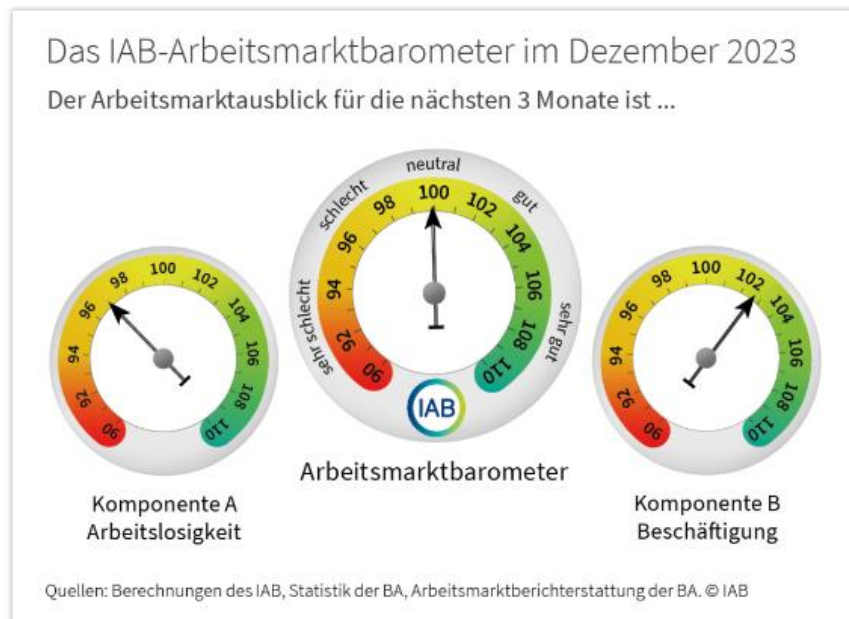 Das IAB-Arbeitsmarktbarometer im Dezember 2023
Der Arbeitsmarktausblick für die nächsten 3 Monate ist ...
sehr schlecht
schlecht
neutral
gut
sehr gut
90
92
94
96
98
100
102
104
106
108
110
IAB
Arbeitsmarktbarometer
90
92
94
96
98
100
102
104
106
108
110
Komponente A
Arbeitslosigkeit
90
92
94
96
98
100
102
104
106
108
110
Komponente B
Beschäftigung
Quellen: Berechnungen des IAB, Statistik der BA, Arbeitsmarktberichterstattung der BA. © IAB